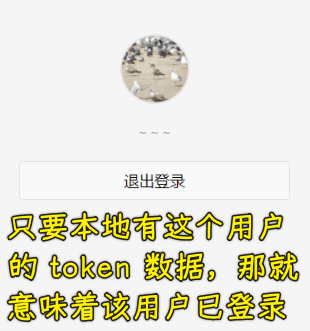 ~ ~ ~
退出登录
只要本地有这个用户
的 token 数据，那就
意味着该用户已登录